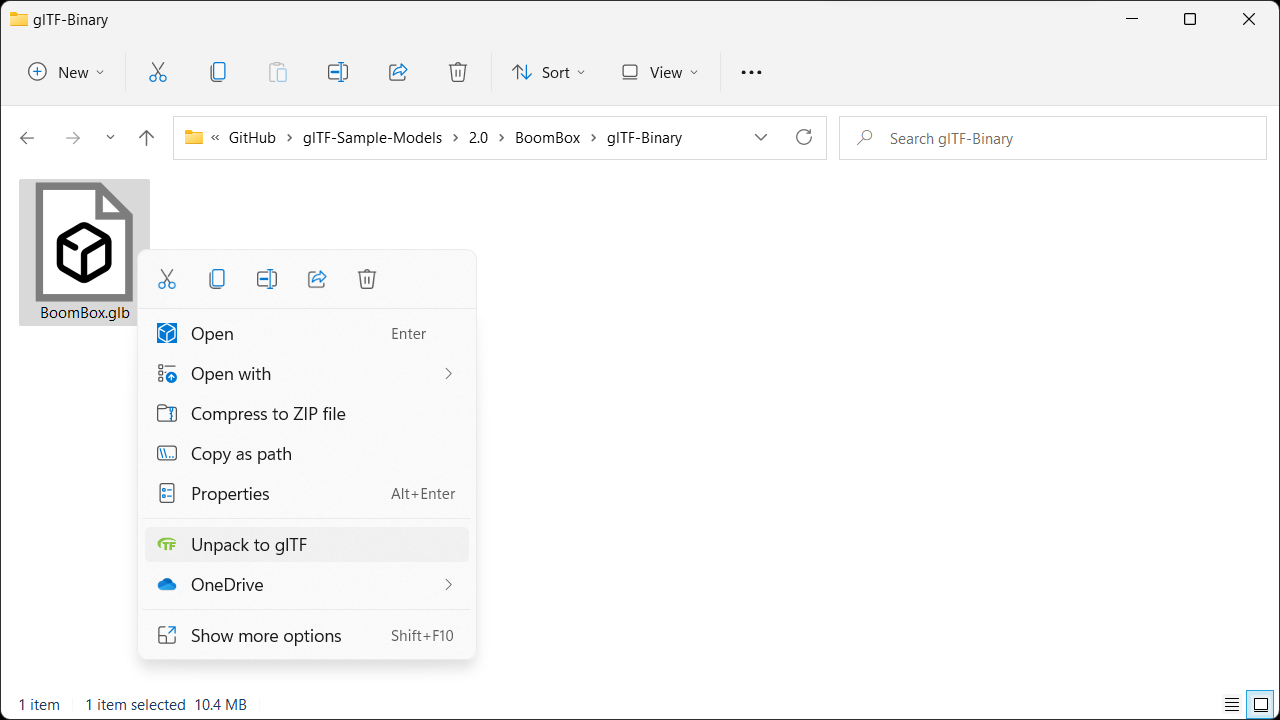 glTF-Binary
New
Sort
View
« GitHub > glTF-Sample-Models > 2.0 > BoomBox > glTF-Binary
Search glTF-Binary
BoomBox.glb
Open Enter
Open with
Compress to ZIP file
Copy as path
Properties Alt+Enter
TF Unpack to glTF
OneDrive
Show more options Shift+F10
1 item 1 item selected 10.4 MB